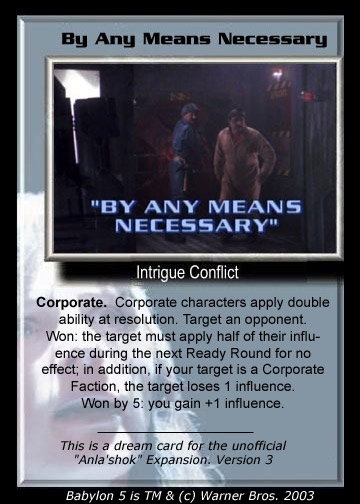 By Any Means Necessary
"BY ANY MEANS
NECESSARY"
Intrigue Conflict
Corporate. Corporate characters apply double
ability at resolution. Target an opponent.
Won: the target must apply half of their influ-
ence during the next Ready Round for no
effect; in addition, if your target is a Corporate
Faction, the target loses 1 influence.
Won by 5: you gain +1 influence.
This is a dream card for the unofficial
"Anla'shok" Expansion. Version 3
Babylon 5 is TM & (c) Warner Bros. 2003